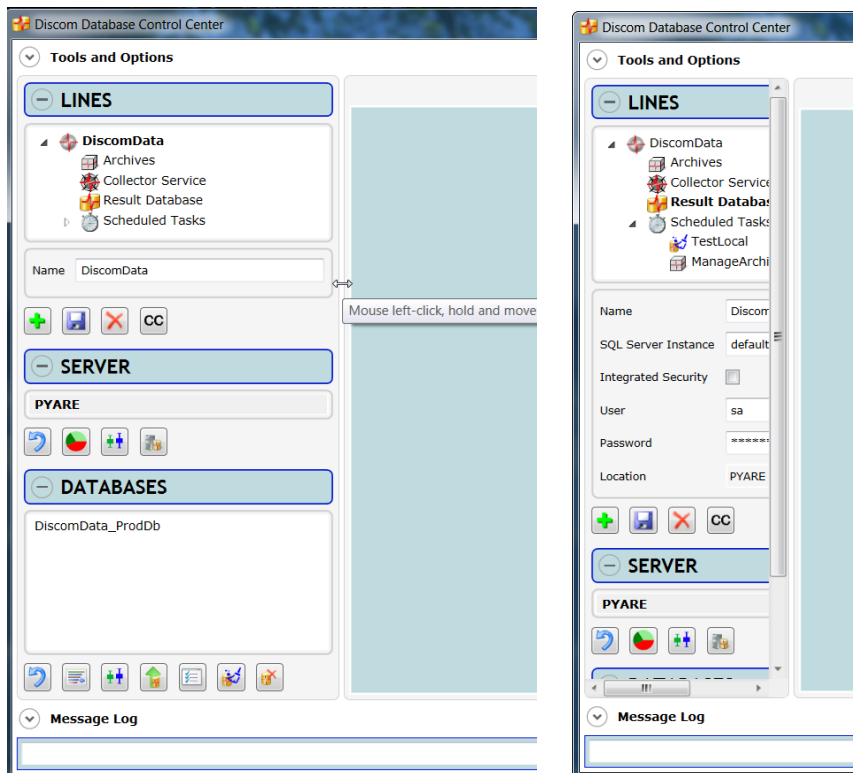 Discom Database Control Center
Tools and Options
LINES
DiscomData
Archives
Collector Service
Result Database
Scheduled Tasks
Name DiscomData
Mouse left-click, hold and move
CC
SERVER
PYARE
DATABASES
DiscomData_ProdDb
Message Log
Discom Database Control Center
Tools and Options
LINES
DiscomData
Archives
Collector Service
Result Databas
Scheduled Tasks
TestLocal
ManageArchi
Name Discom
SQL Server Instance default
Integrated Security
User sa
Password ******
Location PYARE
CC
SERVER
PYARE
Message Log